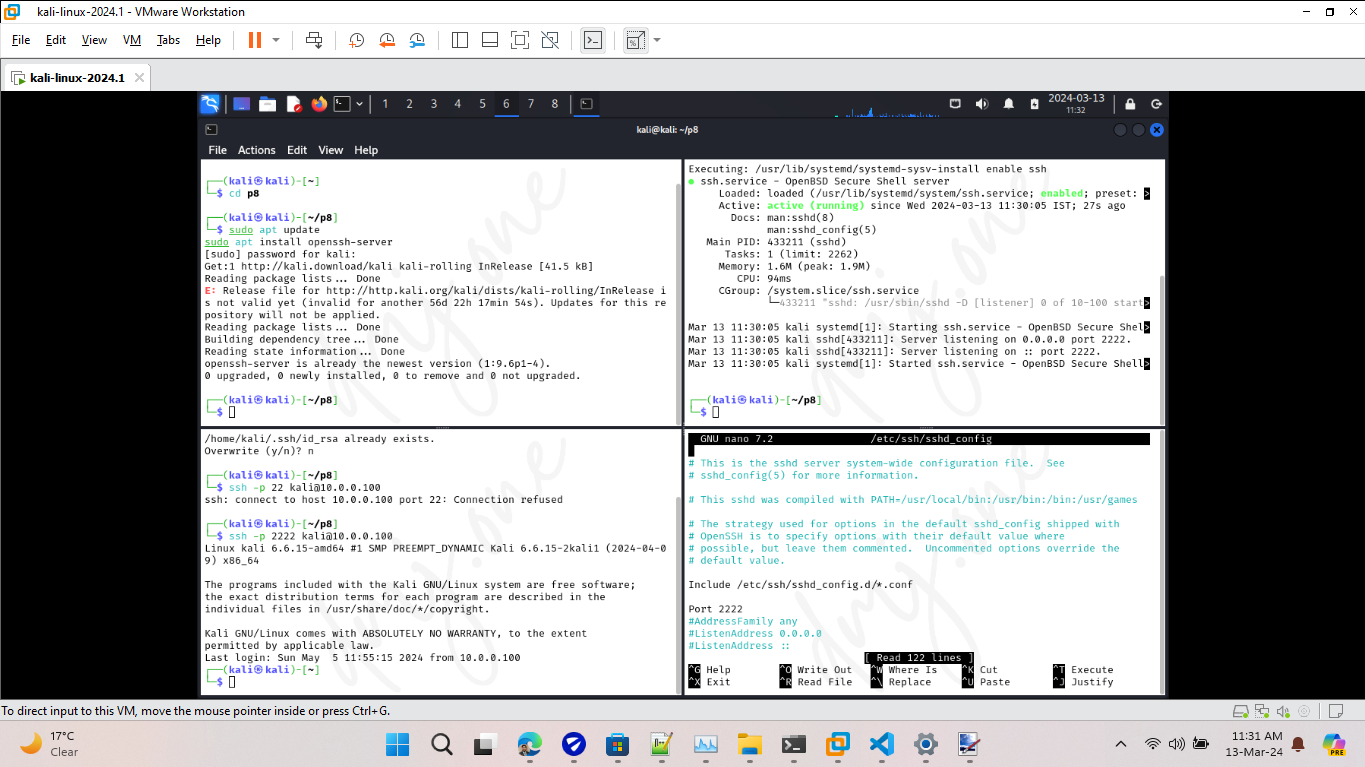 kali-linux-2024.1 - VMware Workstation
File Edit View VM Tabs Help
kali-linux-2024.1
1 2 3 4 5 6 7 8
2024-03-13
11:32
kali@kali: ~/p8
File Actions Edit View Help
┌──(kali㉿kali)-[~]
└─$ cd p8
┌──(kali㉿kali)-[~/p8]
└─$ sudo apt update
sudo apt install openssh-server
[sudo] password for kali:
Get:1 http://kali.download/kali kali-rolling InRelease [41.5 kB]
Reading package lists... Done
E: Release file for http://http.kali.org/kali/dists/kali-rolling/InRelease i
s not valid yet (invalid for another 56d 22h 17min 54s). Updates for this re
pository will not be applied.
Reading package lists... Done
Building dependency tree... Done
Reading state information... Done
openssh-server is already the newest version (1:9.6p1-4).
0 upgraded, 0 newly installed, 0 to remove and 0 not upgraded.
┌──(kali㉿kali)-[~/p8]
└─$
Executing: /usr/lib/systemd/systemd-sysv-install enable ssh
● ssh.service - OpenBSD Secure Shell server
Loaded: loaded (/usr/lib/systemd/system/ssh.service; enabled; preset: >
Active: active (running) since Wed 2024-03-13 11:30:05 IST; 27s ago
Docs: man:sshd(8)
man:sshd_config(5)
Main PID: 433211 (sshd)
Tasks: 1 (limit: 2262)
Memory: 1.6M (peak: 1.9M)
CPU: 94ms
CGroup: /system.slice/ssh.service
└─433211 "sshd: /usr/sbin/sshd -D [listener] 0 of 10-100 start>
Mar 13 11:30:05 kali systemd[1]: Starting ssh.service - OpenBSD Secure Shel>
Mar 13 11:30:05 kali sshd[433211]: Server listening on 0.0.0.0 port 2222.
Mar 13 11:30:05 kali sshd[433211]: Server listening on :: port 2222.
Mar 13 11:30:05 kali systemd[1]: Started ssh.service - OpenBSD Secure Shell>
┌──(kali㉿kali)-[~/p8]
└─$
/home/kali/.ssh/id_rsa already exists.
Overwrite (y/n)? n
┌──(kali㉿kali)-[~/p8]
└─$ ssh -p 22 kali@10.0.0.100
ssh: connect to host 10.0.0.100 port 22: Connection refused
┌──(kali㉿kali)-[~/p8]
└─$ ssh -p 2222 kali@10.0.0.100
Linux kali 6.6.15-amd64 #1 SMP PREEMPT_DYNAMIC Kali 6.6.15-2kali1 (2024-04-0
9) x86_64
The programs included with the Kali GNU/Linux system are free software;
the exact distribution terms for each program are described in the
individual files in /usr/share/doc/*/copyright.
Kali GNU/Linux comes with ABSOLUTELY NO WARRANTY, to the extent
permitted by applicable law.
Last login: Sun May  5 11:55:15 2024 from 10.0.0.100
┌──(kali㉿kali)-[~]
└─$
GNU nano 7.2 /etc/ssh/sshd_config
# This is the sshd server system-wide configuration file.  See
# sshd_config(5) for more information.
# This sshd was compiled with PATH=/usr/local/bin:/usr/bin:/bin:/usr/games
# The strategy used for options in the default sshd_config shipped with
# OpenSSH is to specify options with their default value where
# possible, but leave them commented.  Uncommented options override the
# default value.
Include /etc/ssh/sshd_config.d/*.conf
Port 2222
#AddressFamily any
#ListenAddress 0.0.0.0
#ListenAddress ::
[ Read 122 lines ]
^G Help ^O Write Out ^W Where Is ^K Cut ^T Execute
^X Exit ^R Read File ^\ Replace ^U Paste ^J Justify
To direct input to this VM, move the mouse pointer inside or press Ctrl+G.
17°C
Clear
PRE
11:31 AM
13-Mar-24